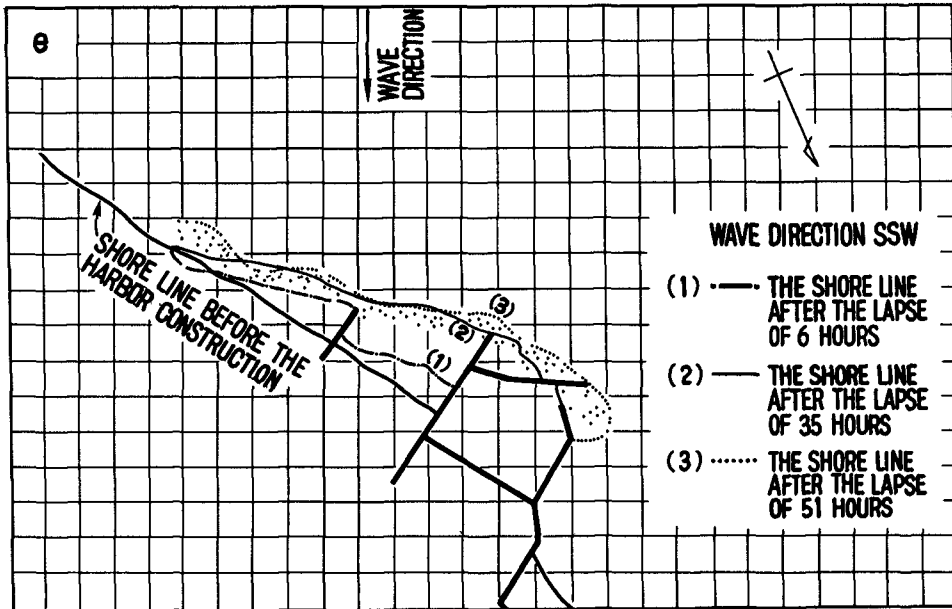 e
WAVE
DIRECTION
SHORE LINE BEFORE THE
HARBOR CONSTRUCTION
(1)
(2)
(3)
WAVE DIRECTION SSW
(1) THE SHORE LINE
AFTER THE LAPSE
OF 6 HOURS
(2) THE SHORE LINE
AFTER THE LAPSE
OF 35 HOURS
(3) THE SHORE LINE
AFTER THE LAPSE
OF 51 HOURS